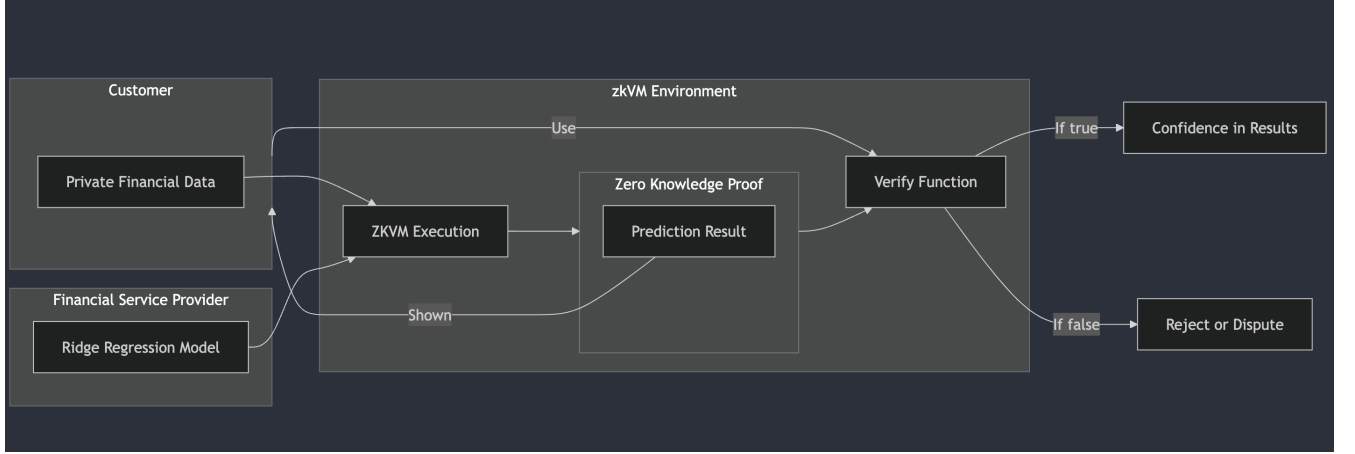 Customer
Private Financial Data
Financial Service Provider
Ridge Regression Model
zkVM Environment
Use
ZKVM Execution
Zero Knowledge Proof
Prediction Result
Shown
Verify Function
If true
Confidence in Results
If false
Reject or Dispute